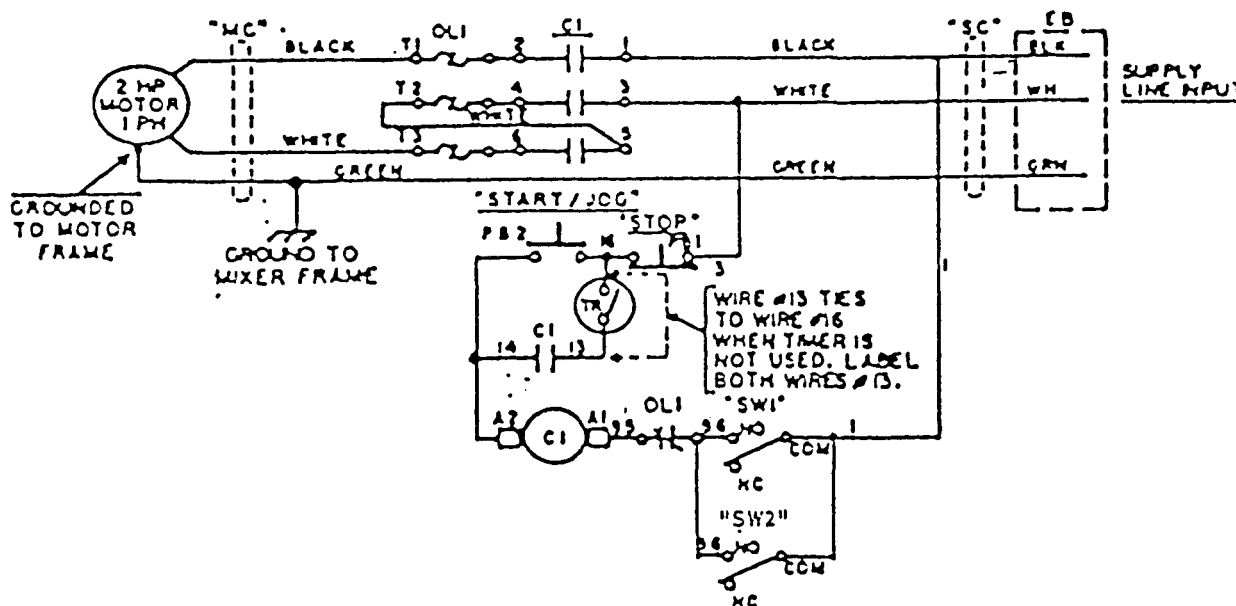 "MC"
OL1
C1
"SC"
EB
BLACK
T1
2
1
BLACK
BLK
2 HP
MOTOR
1 PH
SUPPLY
LINE INPUT
T2
4
3
WHITE
WH
WHITE
6
5
GREEN
GREEN
GRN
GROUNDED
TO MOTOR
FRAME
GROUND TO
MIXER FRAME
"START/JOG"
"STOP"
PB2
1
3
1
TR
WIRE #13 TIES
TO WIRE #16
WHEN TIMER IS
NOT USED. LABEL
BOTH WIRES #13.
C1
14
13
OL1
"SW1"
A2
C1
A1
95
96
NO
1
COM
NC
"SW2"
96
NO
COM
NC